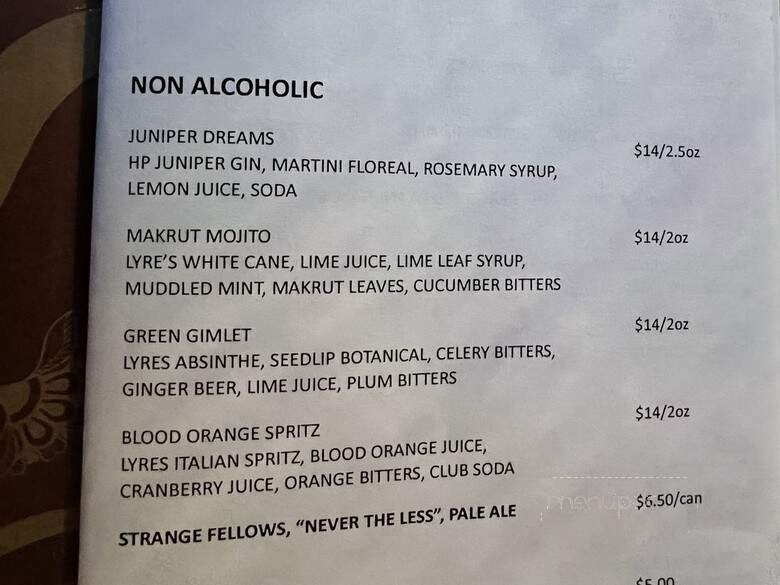 NON ALCOHOLIC
JUNIPER DREAMS
$14/2.5oz
HP JUNIPER GIN, MARTINI FLOREAL, ROSEMARY SYRUP,
LEMON JUICE, SODA
MAKRUT MOJITO
$14/2oz
LYRE'S WHITE CANE, LIME JUICE, LIME LEAF SYRUP,
MUDDLED MINT, MAKRUT LEAVES, CUCUMBER BITTERS
GREEN GIMLET
$14/2oz
LYRES ABSINTHE, SEEDLIP BOTANICAL, CELERY BITTERS,
GINGER BEER, LIME JUICE, PLUM BITTERS
BLOOD ORANGE SPRITZ
$14/2oz
LYRES ITALIAN SPRITZ, BLOOD ORANGE JUICE,
CRANBERRY JUICE, ORANGE BITTERS, CLUB SODA
STRANGE FELLOWS, "NEVER THE LESS", PALE ALE
$6.50/can